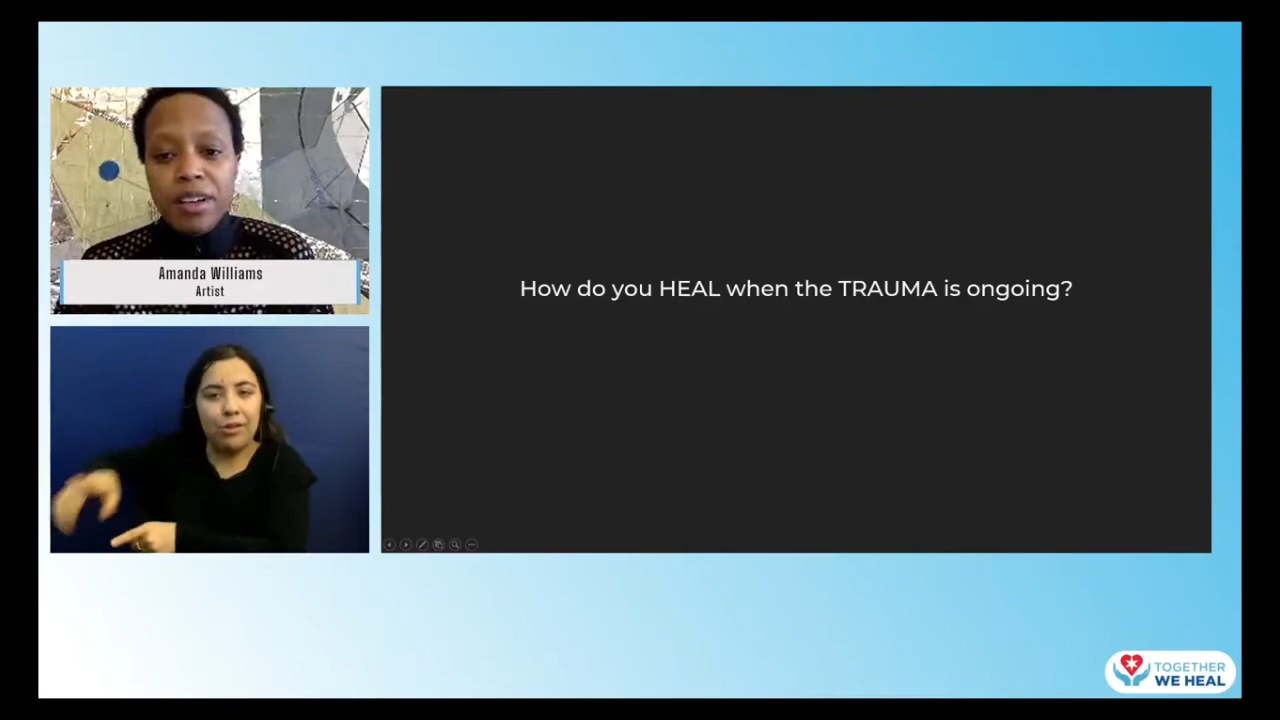 Amanda Williams
Artist
How do you HEAL when the TRAUMA is ongoing?
TOGETHER
WE HEAL